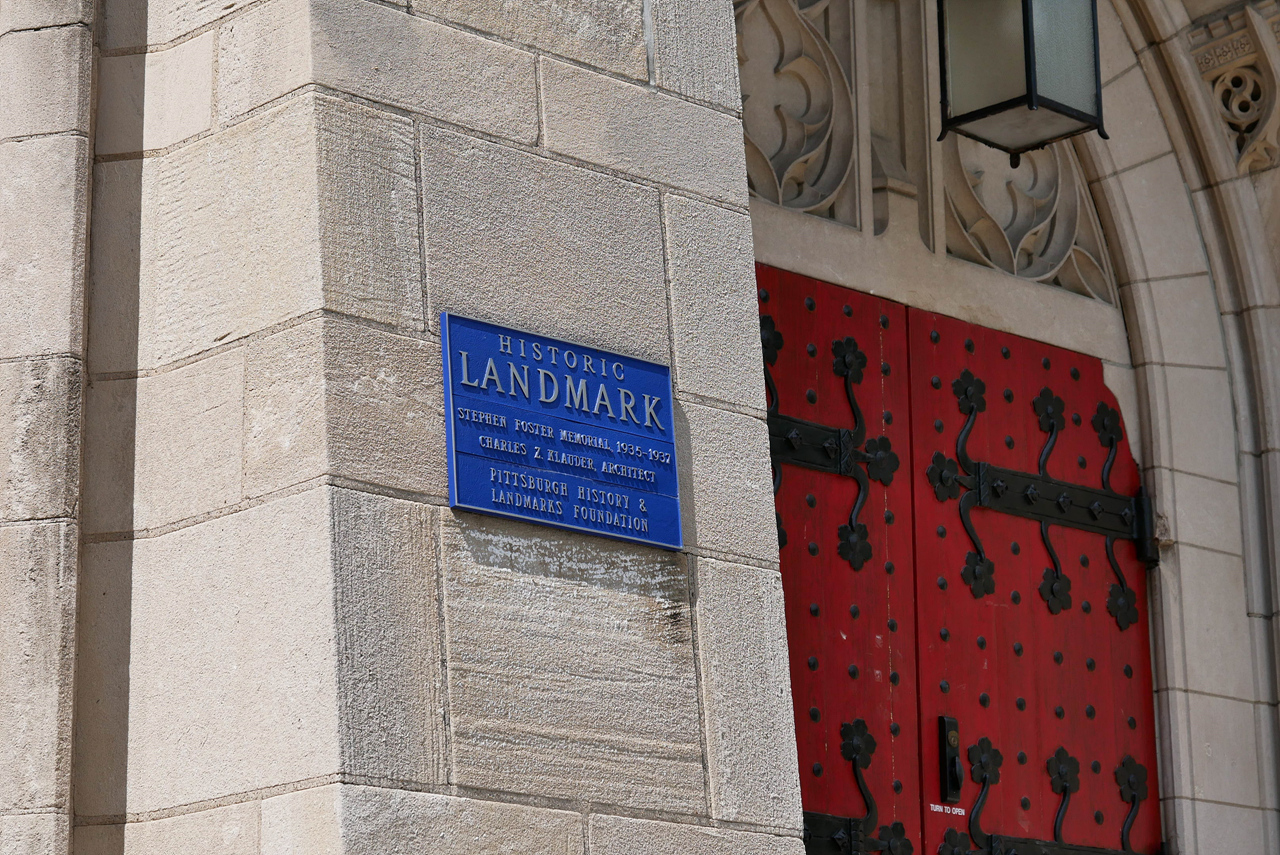 HISTORIC
LANDMARK
STEPHEN FOSTER MEMORIAL, 1935-1937
CHARLES Z. KLAUDER, ARCHITECT
PITTSBURGH HISTORY &
LANDMARKS FOUNDATION
TURN TO OPEN